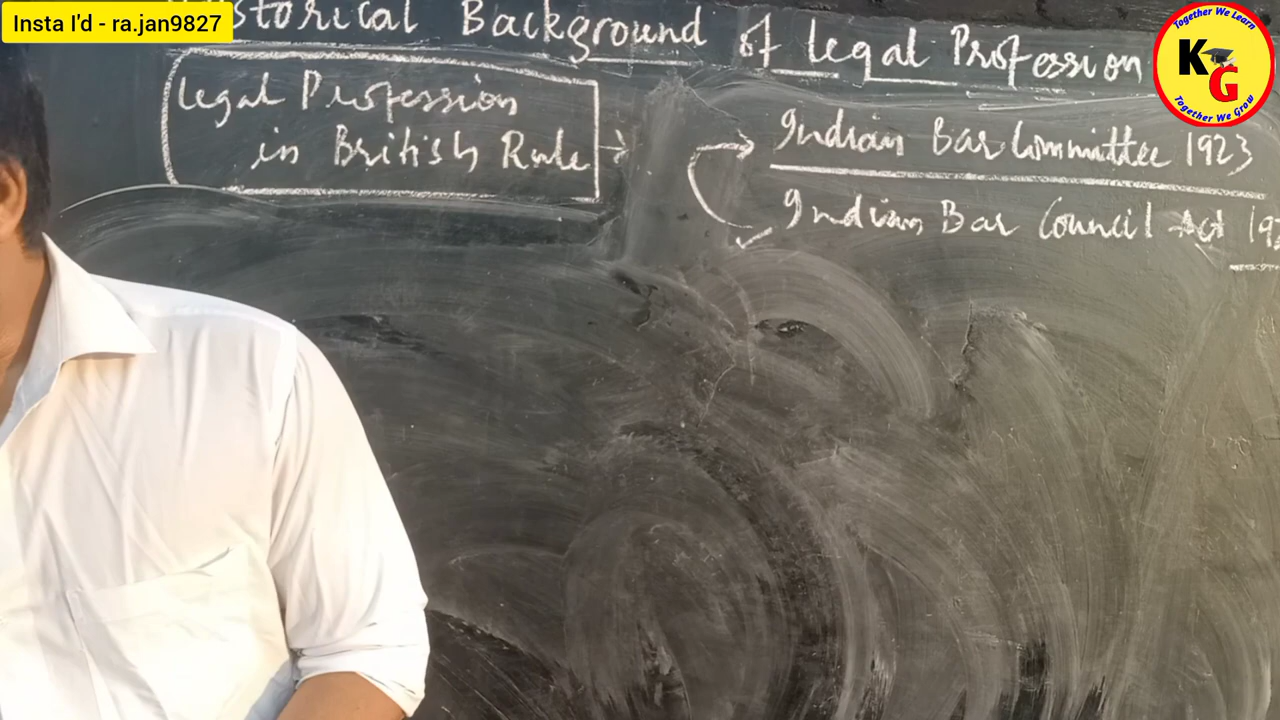 Insta I'd - ra.jan9827
storical Background of legal Profession
Together We Learn
KG
Together We Grow
legal Profession
in British Rule
Indian Bar Committee 1923
Indian Bar Council Act